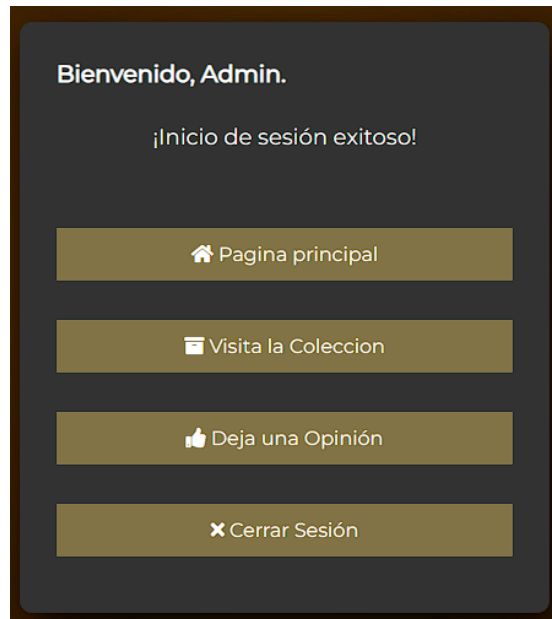 Bienvenido, Admin.
¡Inicio de sesión exitoso!
Pagina principal
Visita la Coleccion
Deja una Opinión
Cerrar Sesión